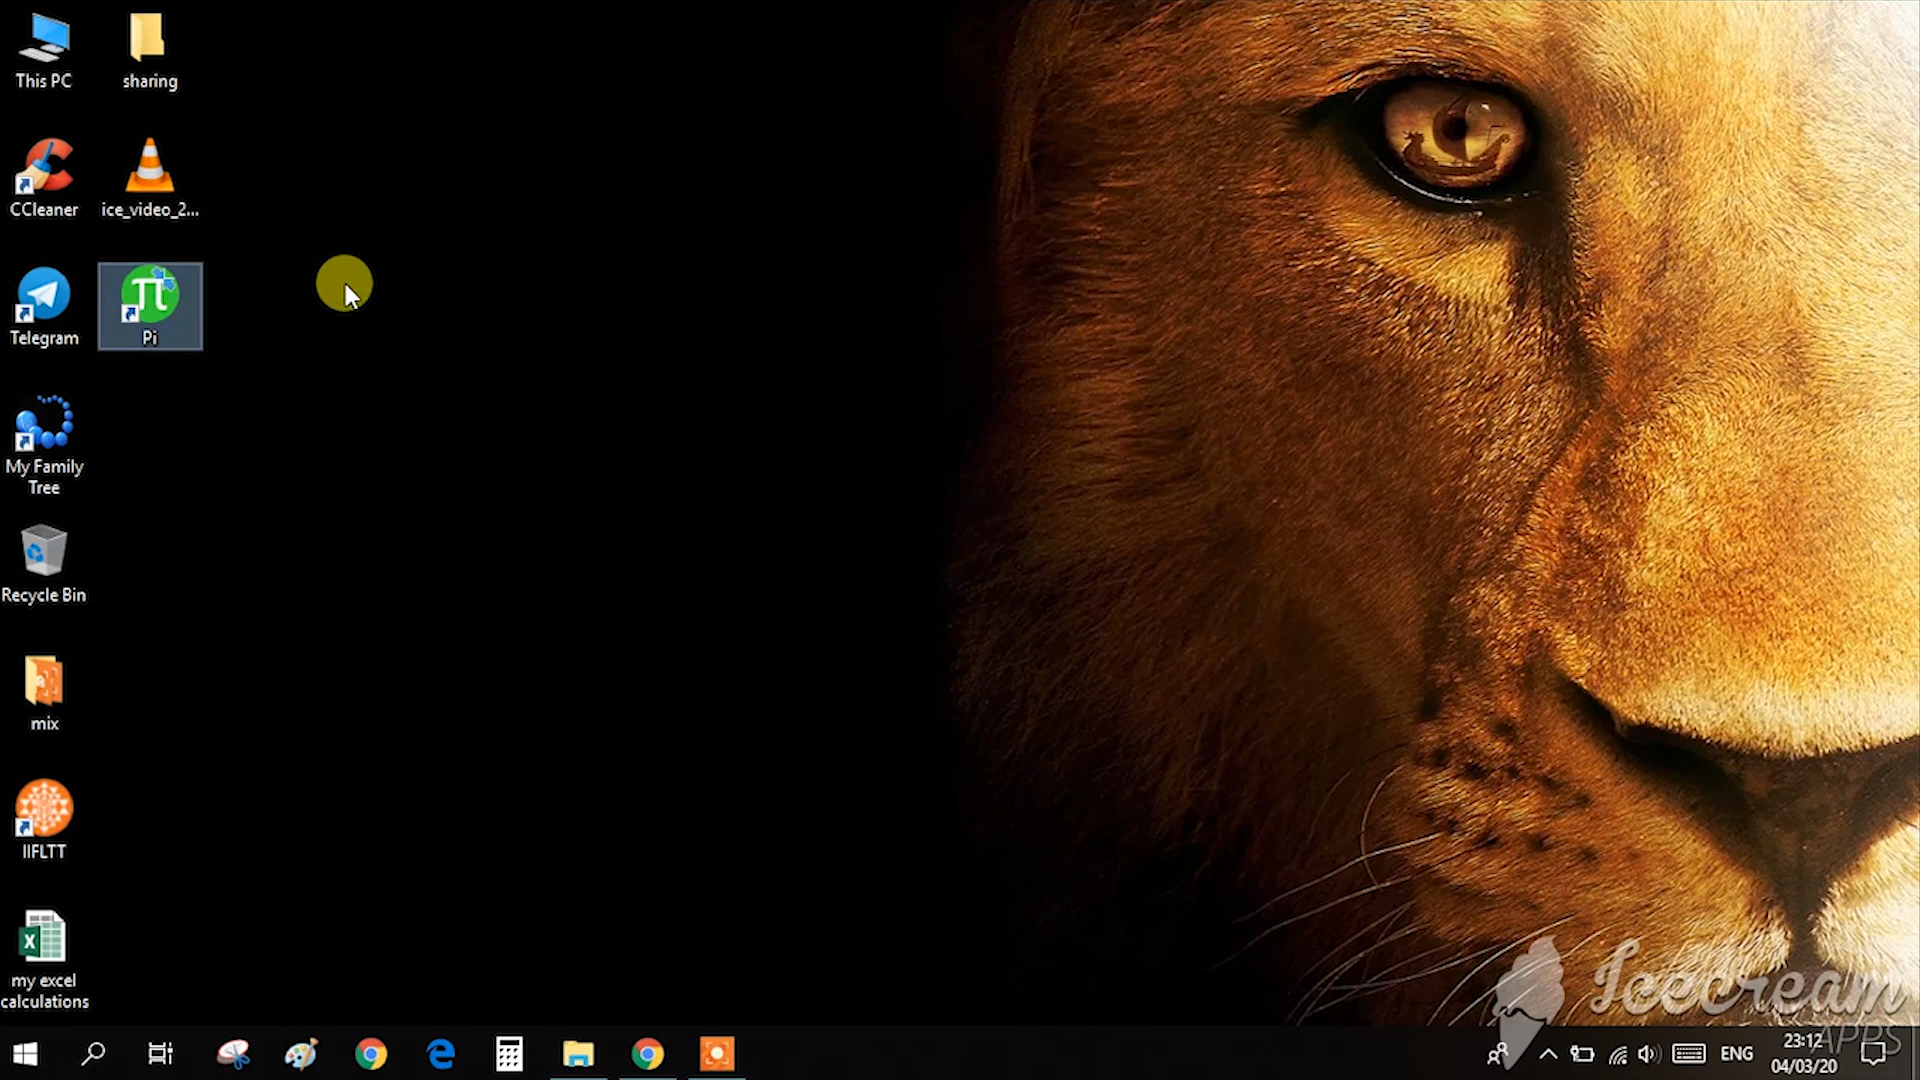 This PC
sharing
CCleaner
ice_video_2...
Telegram
Pi
My Family
Tree
Recycle Bin
mix
IIFLTT
my excel
calculations
Icecream
APPS
ENG
23:12
04/03/20